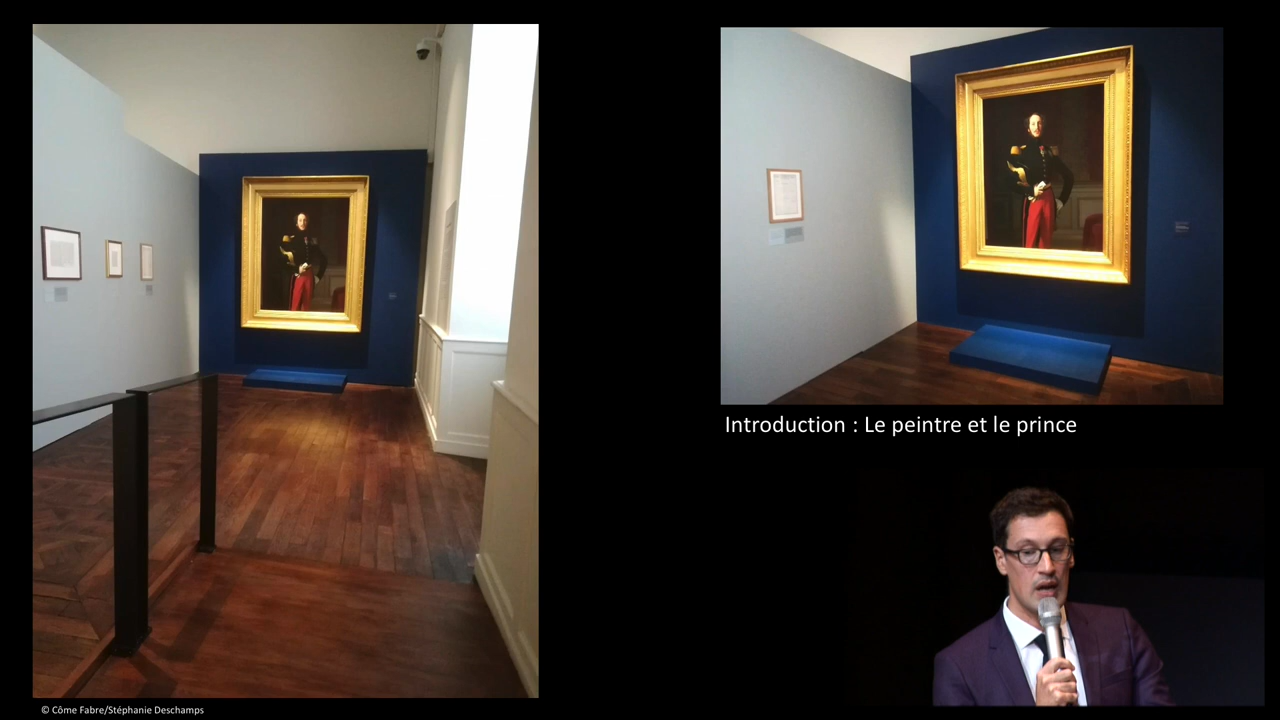 Introduction : Le peintre et le prince
© Côme Fabre/Stéphanie Deschamps